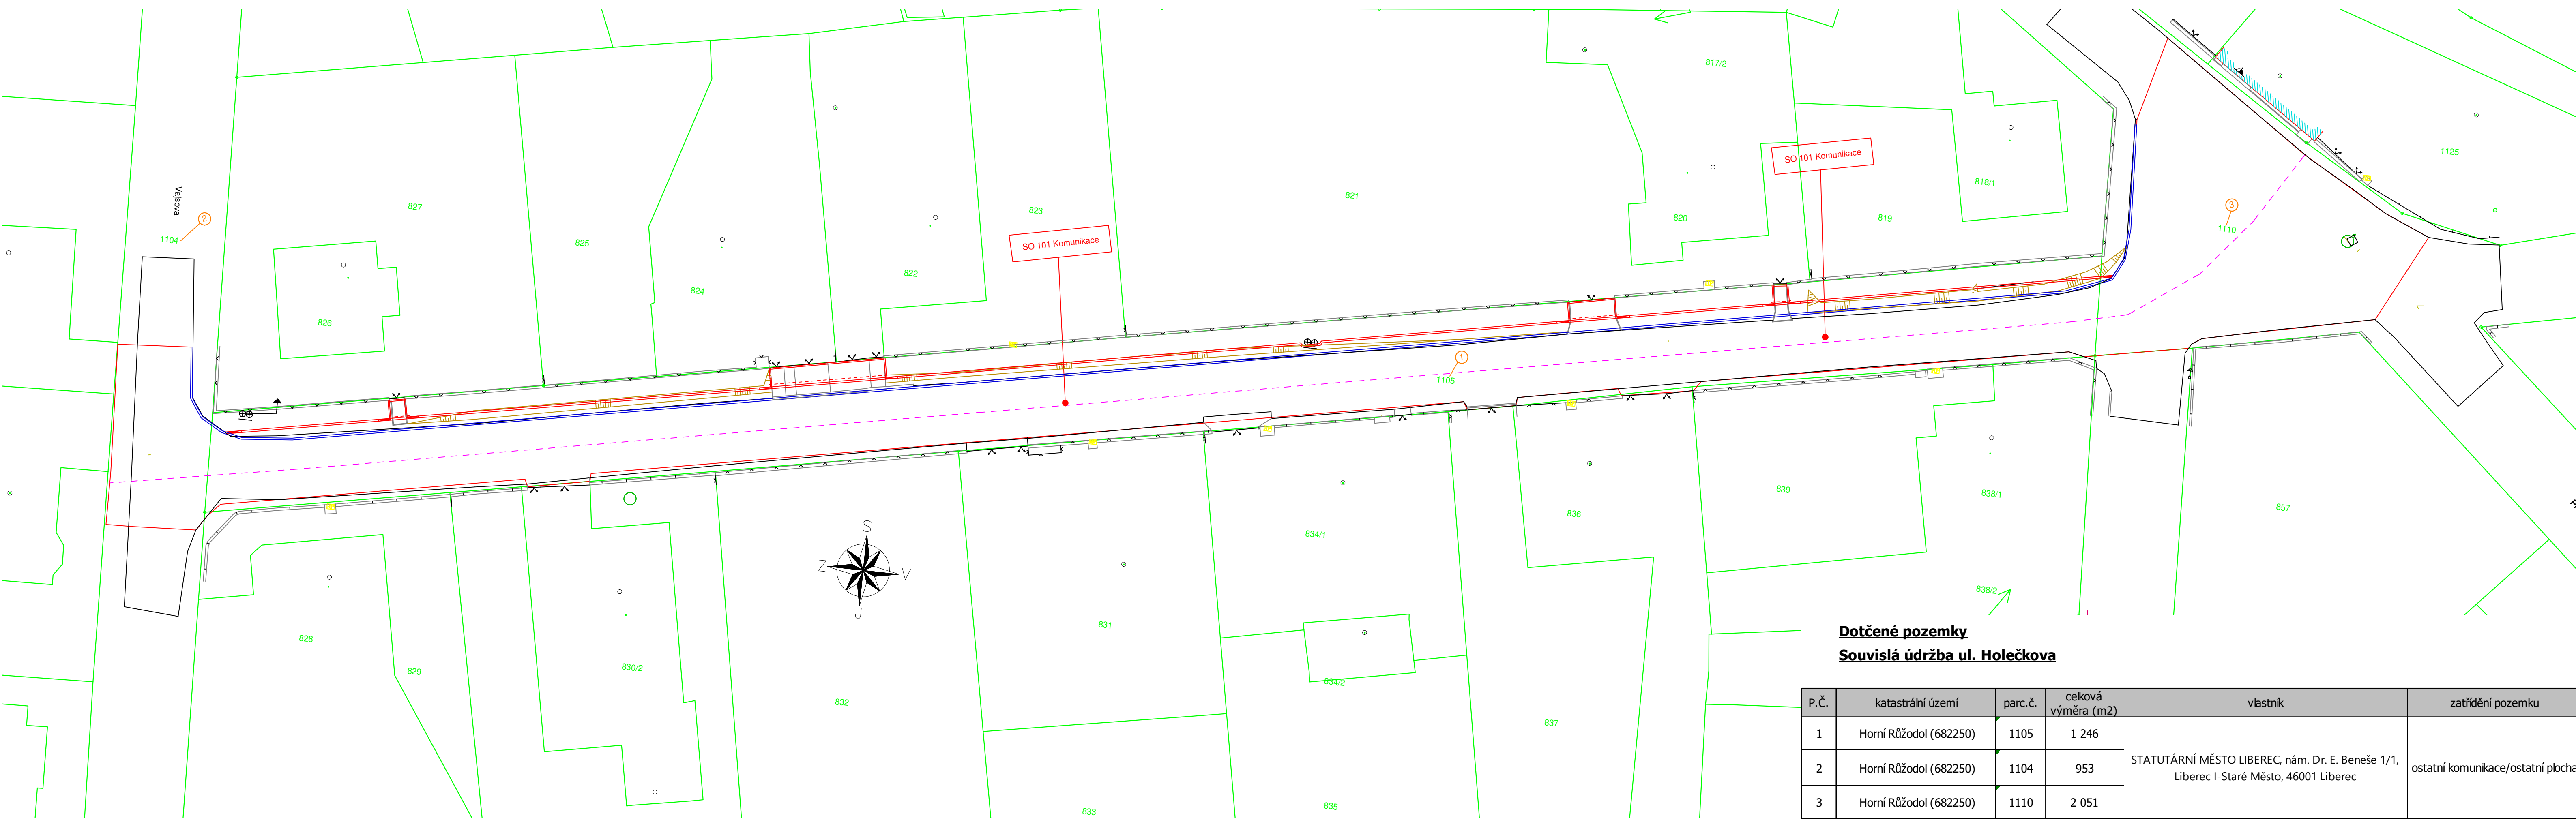 817/2
1125
SO 101 Komunikace
818/1
Vajsova
2
1104
827
825
823
821
820
819
3
1110
SO 101 Komunikace
822
824
826
1
1105
839
838/1
836
857
834/1
838/2
S
Z
V
J
828
829
830/2
831
832
834/2
837
833
835
Dotčené pozemky
Souvislá údržba ul. Holečkova
P.Č. katastrální území parc.č. celková výměra (m2) vlastník zatřídění pozemku
1 Horní Růžodol (682250) 1105 1 246
2 Horní Růžodol (682250) 1104 953
3 Horní Růžodol (682250) 1110 2 051
STATUTÁRNÍ MĚSTO LIBEREC, nám. Dr. E. Beneše 1/1,
Liberec I-Staré Město, 46001 Liberec
ostatní komunikace/ostatní plocha